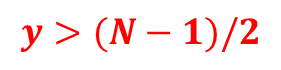 y > (N − 1)/2